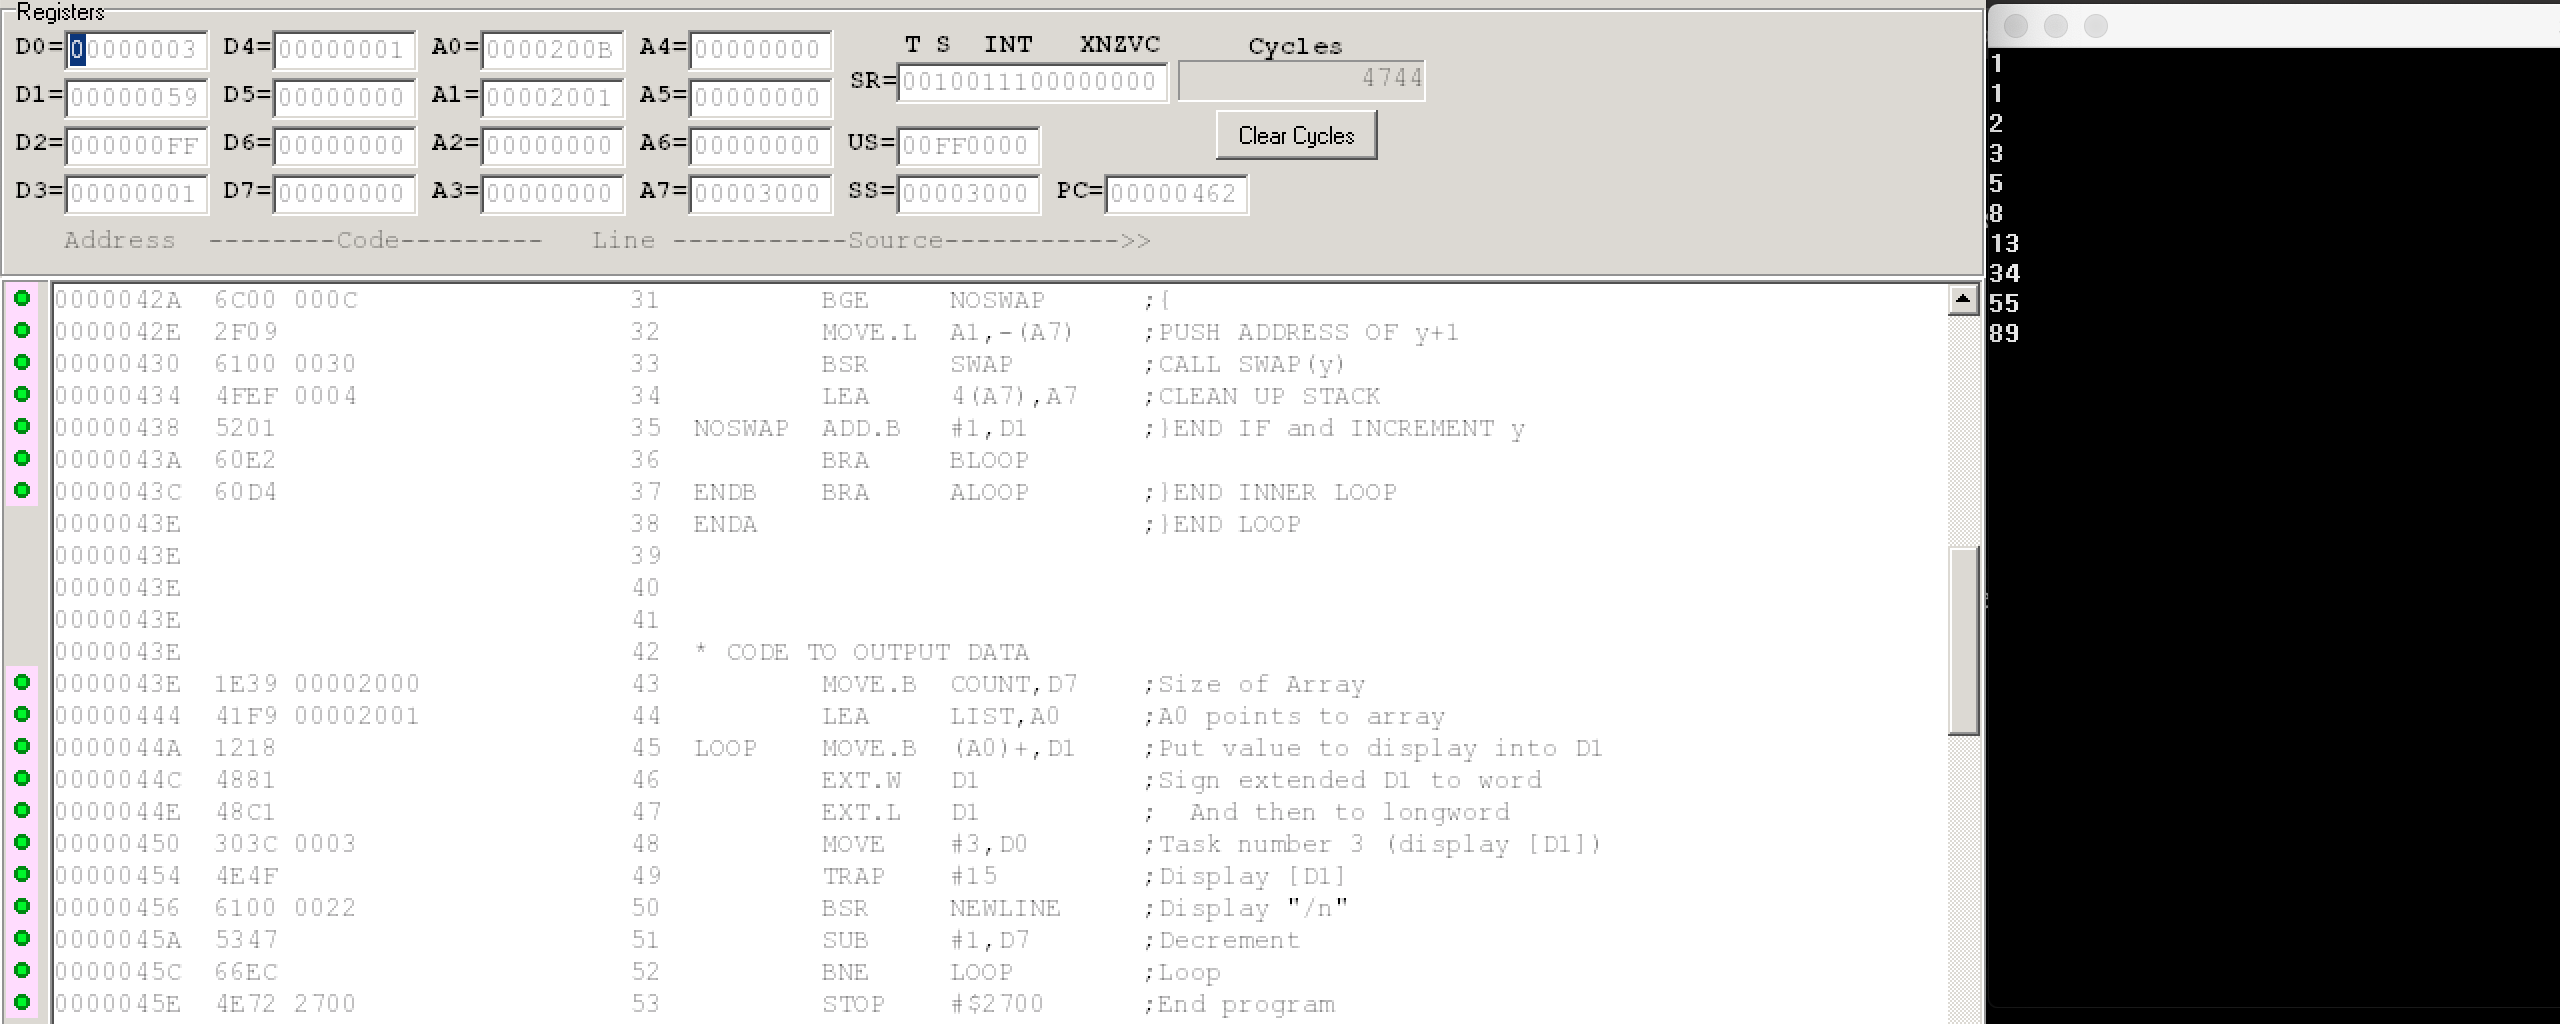 Registers
D0= 00000003 D4= 00000001 A0= 0000200B A4= 00000000 T S INT XNZVC Cycles
SR= 0010011100000000 4744
D1= 00000059 D5= 00000000 A1= 00002001 A5= 00000000
Clear Cycles
D2= 000000FF D6= 00000000 A2= 00000000 A6= 00000000 US= 00FF0000
D3= 00000001 D7= 00000000 A3= 00000000 A7= 00003000 SS= 00003000 PC= 00000462
Address --------Code--------- Line -----------Source----------->>
0000042A 6C00 000C 31 BGE NOSWAP ;{
0000042E 2F09 32 MOVE.L A1,-(A7) ;PUSH ADDRESS OF y+1
00000430 6100 0030 33 BSR SWAP ;CALL SWAP(y)
00000434 4FEF 0004 34 LEA 4(A7),A7 ;CLEAN UP STACK
00000438 5201 35 NOSWAP ADD.B #1,D1 ;}END IF and INCREMENT y
0000043A 60E2 36 BRA BLOOP
0000043C 60D4 37 ENDB BRA ALOOP ;}END INNER LOOP
0000043E 38 ENDA ;}END LOOP
0000043E 39
0000043E 40
0000043E 41
0000043E 42 * CODE TO OUTPUT DATA
0000043E 1E39 00002000 43 MOVE.B COUNT,D7 ;Size of Array
00000444 41F9 00002001 44 LEA LIST,A0 ;A0 points to array
0000044A 1218 45 LOOP MOVE.B (A0)+,D1 ;Put value to display into D1
0000044C 4881 46 EXT.W D1 ;Sign extended D1 to word
0000044E 48C1 47 EXT.L D1 ; And then to longword
00000450 303C 0003 48 MOVE #3,D0 ;Task number 3 (display [D1])
00000454 4E4F 49 TRAP #15 ;Display [D1]
00000456 6100 0022 50 BSR NEWLINE ;Display "/n"
0000045A 5347 51 SUB #1,D7 ;Decrement
0000045C 66EC 52 BNE LOOP ;Loop
0000045E 4E72 2700 53 STOP #$2700 ;End program
1
1
2
3
5
8
13
34
55
89